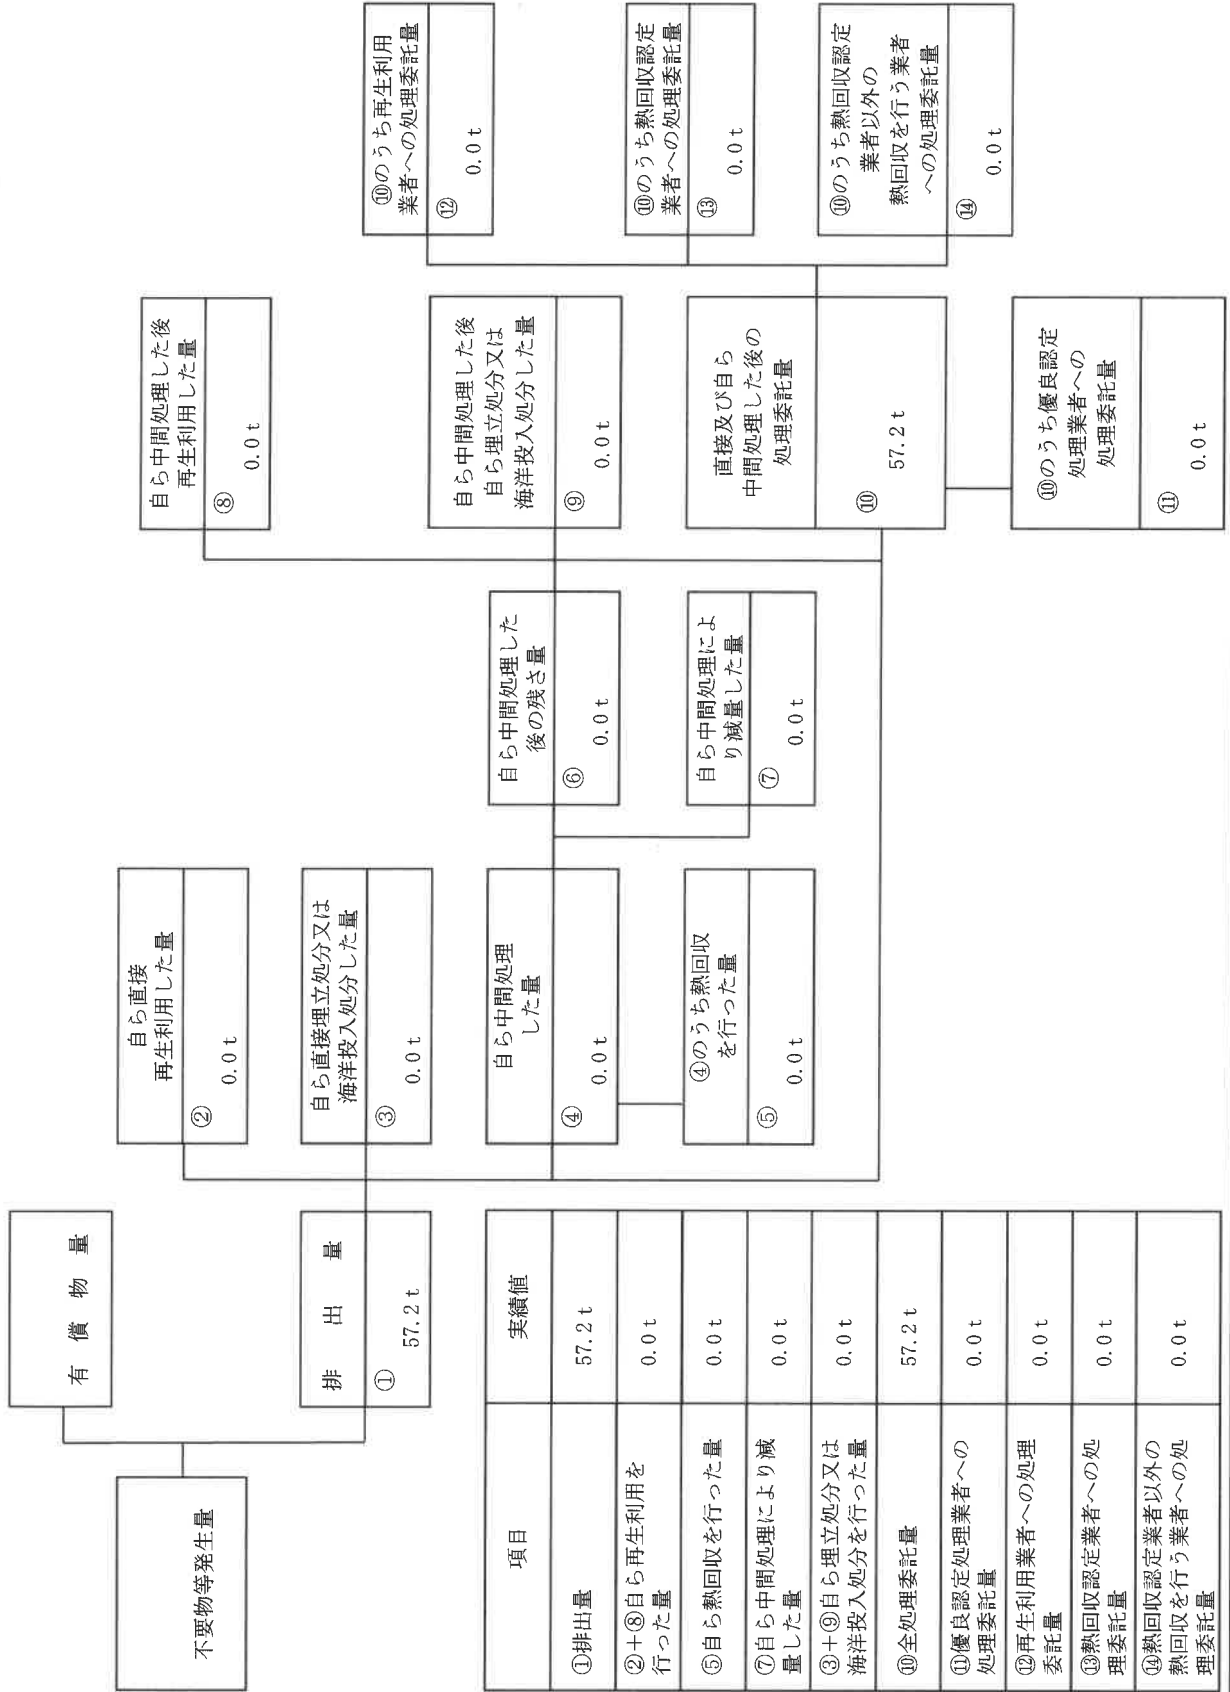 不要物等発生量
有償物量
排出量
①
57.2t
自ら直接
再生利用した量
②
0.0t
自ら直接埋立処分又は
海洋投入処分した量
③
0.0t
自ら中間処理
した量
④
0.0t
④のうち熱回収
を行った量
⑤
0.0t
自ら中間処理した
後の残さ量
⑥
0.0t
自ら中間処理によ
り減量した量
⑦
0.0t
自ら中間処理した後
再生利用した量
⑧
0.0t
自ら中間処理した後
自ら埋立処分又は
海洋投入処分した量
⑨
0.0t
直接及び自ら
中間処理した後の
処理委託量
⑩
57.2t
⑩のうち優良認定
処理業者への
処理委託量
⑪
0.0t
⑩のうち再生利用
業者への処理委託量
⑫
0.0t
⑩のうち熱回収認定
業者への処理委託量
⑬
0.0t
⑩のうち熱回収認定
業者以外の
熱回収を行う業者
への処理委託量
⑭
0.0t
項目
実績値
①排出量
57.2t
②+⑧自ら再生利用を
行った量
0.0t
⑤自ら熱回収を行った量
0.0t
⑦自ら中間処理により減
量した量
0.0t
③+⑨自ら埋立処分又は
海洋投入処分を行った量
0.0t
⑩全処理委託量
57.2t
⑪優良認定処理業者への
処理委託量
0.0t
⑫再生利用業者への処理
委託量
0.0t
⑬熱回収認定業者への処
理委託量
0.0t
⑭熱回収認定業者以外の
熱回収を行う業者への処
理委託量
0.0t